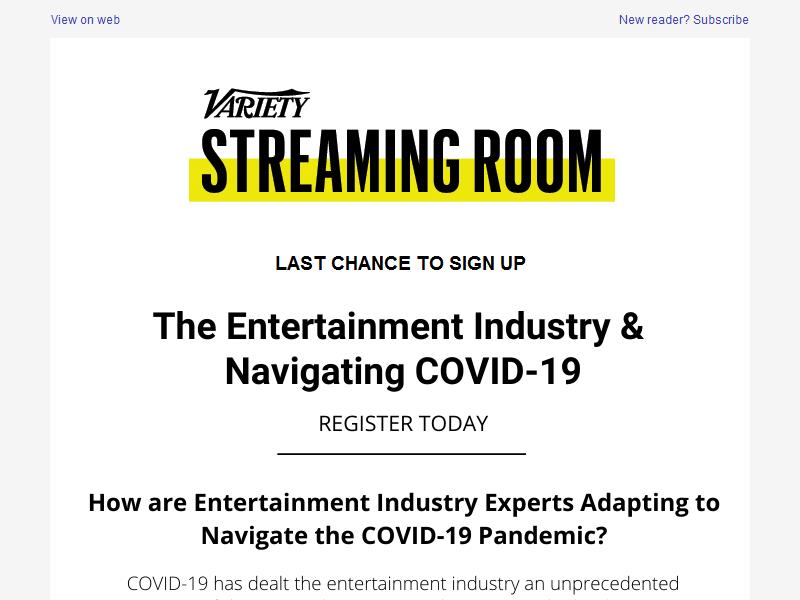 View on web
New reader? Subscribe
VARIETY
STREAMING ROOM
LAST CHANCE TO SIGN UP
The Entertainment Industry &
Navigating COVID-19
REGISTER TODAY
How are Entertainment Industry Experts Adapting to
Navigate the COVID-19 Pandemic?
COVID-19 has dealt the entertainment industry an unprecedented